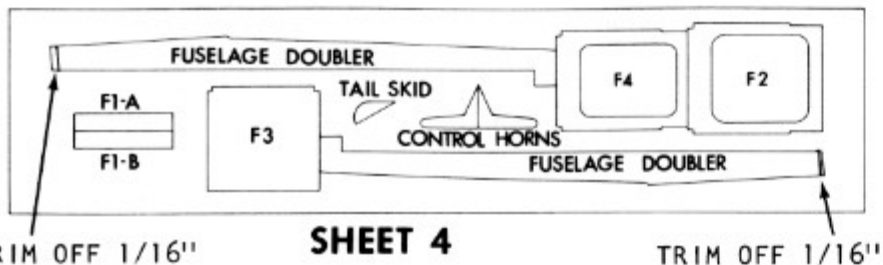 FUSELAGE DOUBLER
F4
F2
TAIL SKID
F1-A
F3
CONTROL HORNS
F1-B
FUSELAGE DOUBLER
SHEET 4
RIM OFF 1/16"
TRIM OFF 1/16"